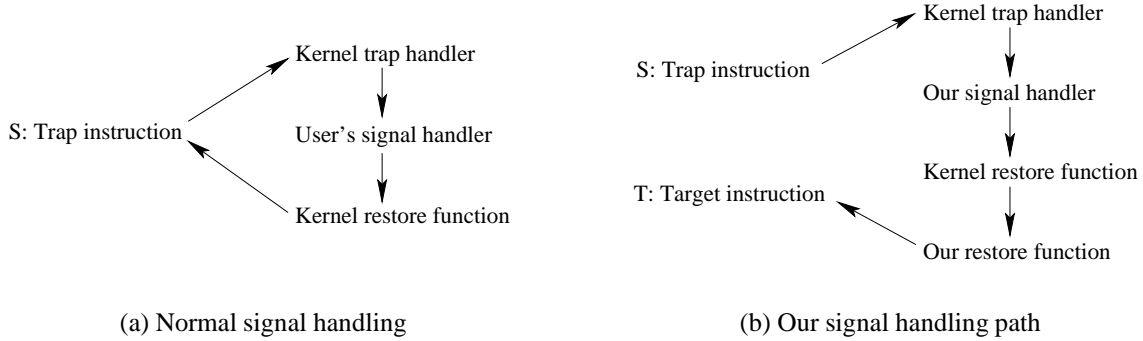 Kernel trap handler
S: Trap instruction
User's signal handler
Kernel restore function
(a) Normal signal handling
Kernel trap handler
S: Trap instruction
Our signal handler
Kernel restore function
T: Target instruction
Our restore function
(b) Our signal handling path